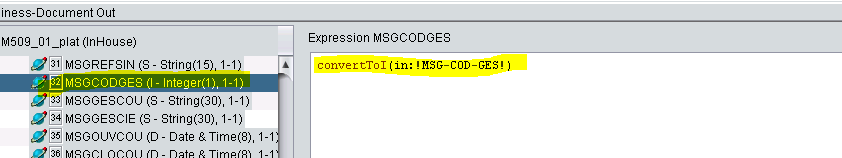 iness-Document Out
M509_01_plat (InHouse)
Expression MSGCODGES
31 MSGREFSIN (S - String(15), 1-1)
convertToI(in:!MSG-COD-GES!)
32 MSGCODGES (I - Integer(1), 1-1)
33 MSGGESCOU (S - String(30), 1-1)
34 MSGGESCIE (S - String(30), 1-1)
35 MSGOUVCOU (D - Date & Time(8), 1-1)
36 MSGCLOCOU (D - Date & Time(8), 1-1)